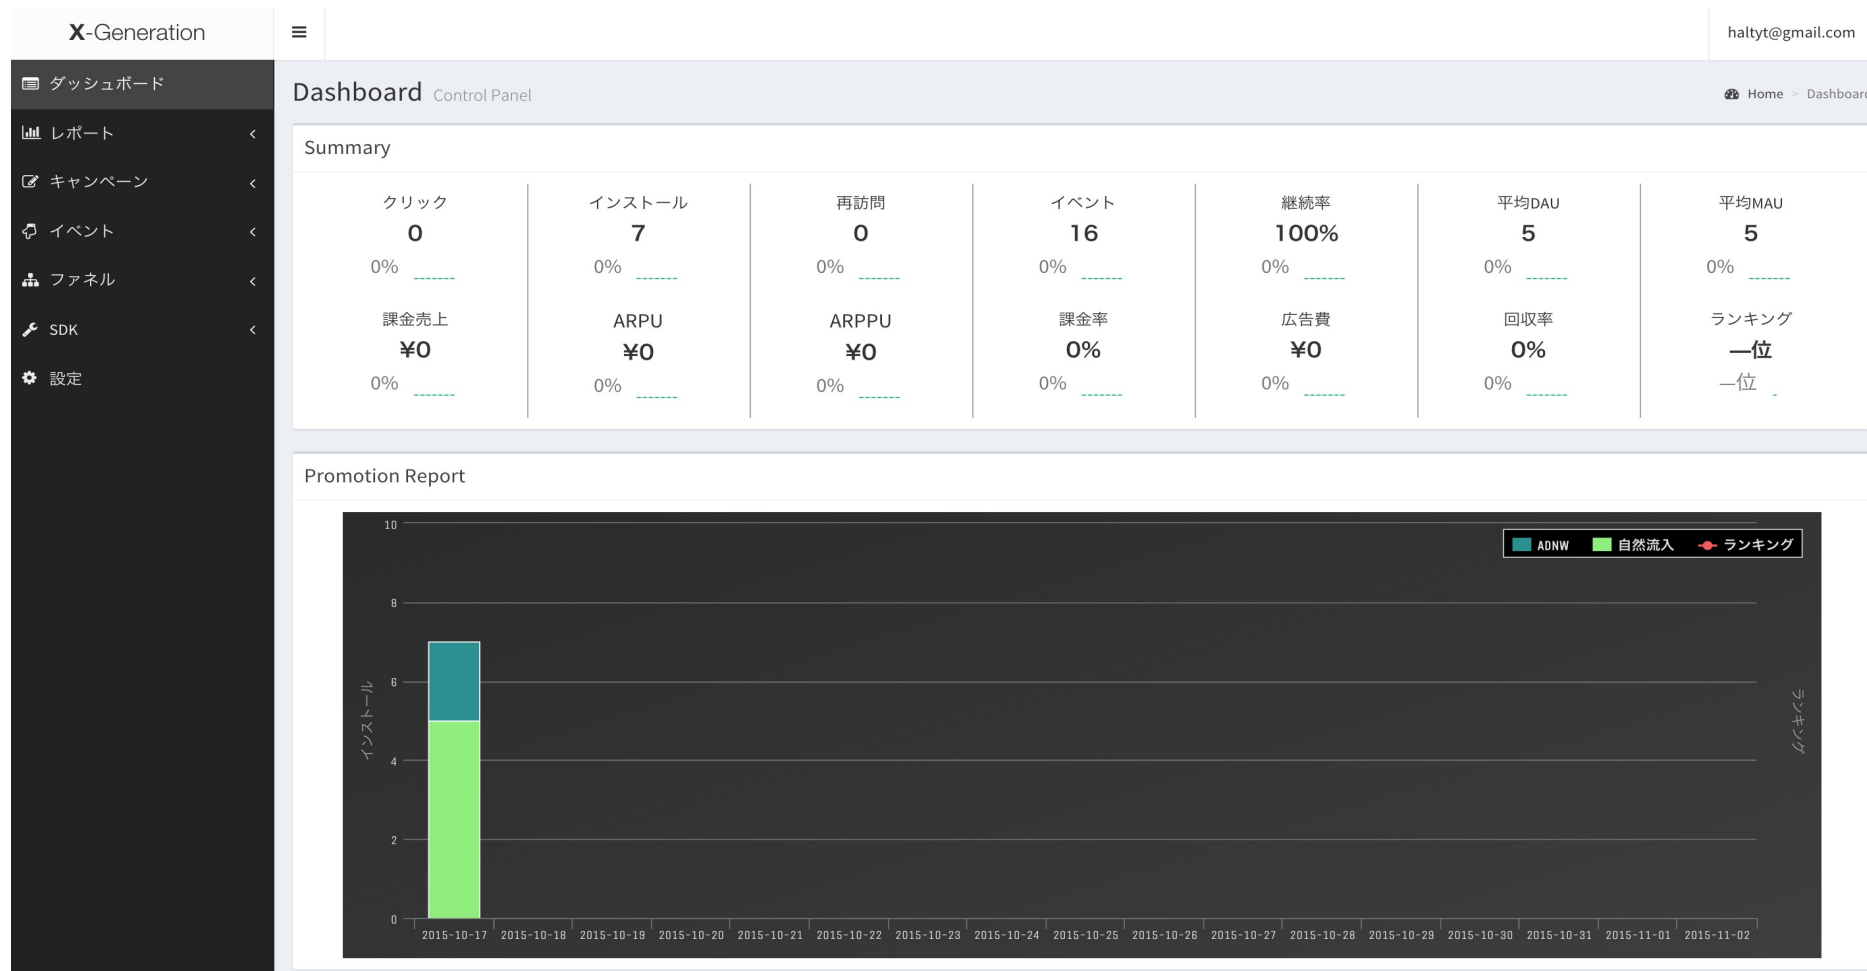 X-Generation
haltyt@gmail.com
ダッシュボード
レポート
キャンペーン
イベント
ファネル
SDK
設定
Dashboard Control Panel
Home > Dashboard
Summary
クリック インストール 再訪問 イベント 継続率 平均DAU 平均MAU
0 7 0 16 100% 5 5
0% 0% 0% 0% 0% 0% 0%
課金売上 ARPU ARPPU 課金率 広告費 回収率 ランキング
¥0 ¥0 ¥0 0% ¥0 0% —位
0% 0% 0% 0% 0% 0% —位
Promotion Report
ADNW 自然流入 ランキング
10
8
6
4
2
0
インストール
ランキング
2015-10-17 2015-10-18 2015-10-19 2015-10-20 2015-10-21 2015-10-22 2015-10-23 2015-10-24 2015-10-25 2015-10-26 2015-10-27 2015-10-28 2015-10-29 2015-10-30 2015-10-31 2015-11-01 2015-11-02